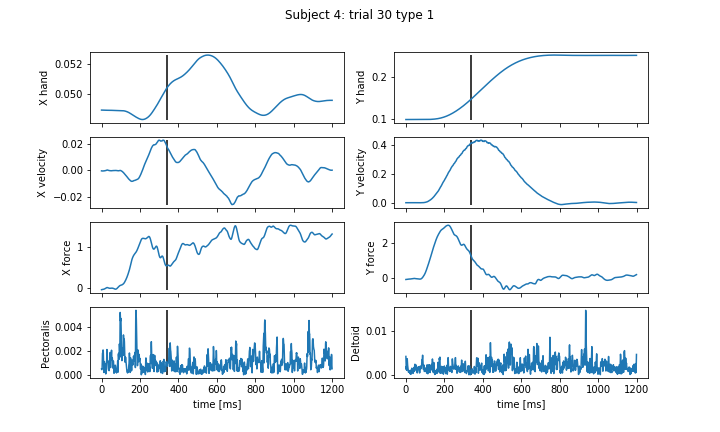 Subject 4: trial 30 type 1
X hand
0.052
0.050
Y hand
0.2
0.1
X velocity
0.02
0.00
−0.02
Y velocity
0.4
0.2
0.0
X force
1
0
Y force
2
0
Pectoralis
0.004
0.002
0.000
0 200 400 600 800 1000 1200
time [ms]
Deltoid
0.01
0.00
0 200 400 600 800 1000 1200
time [ms]